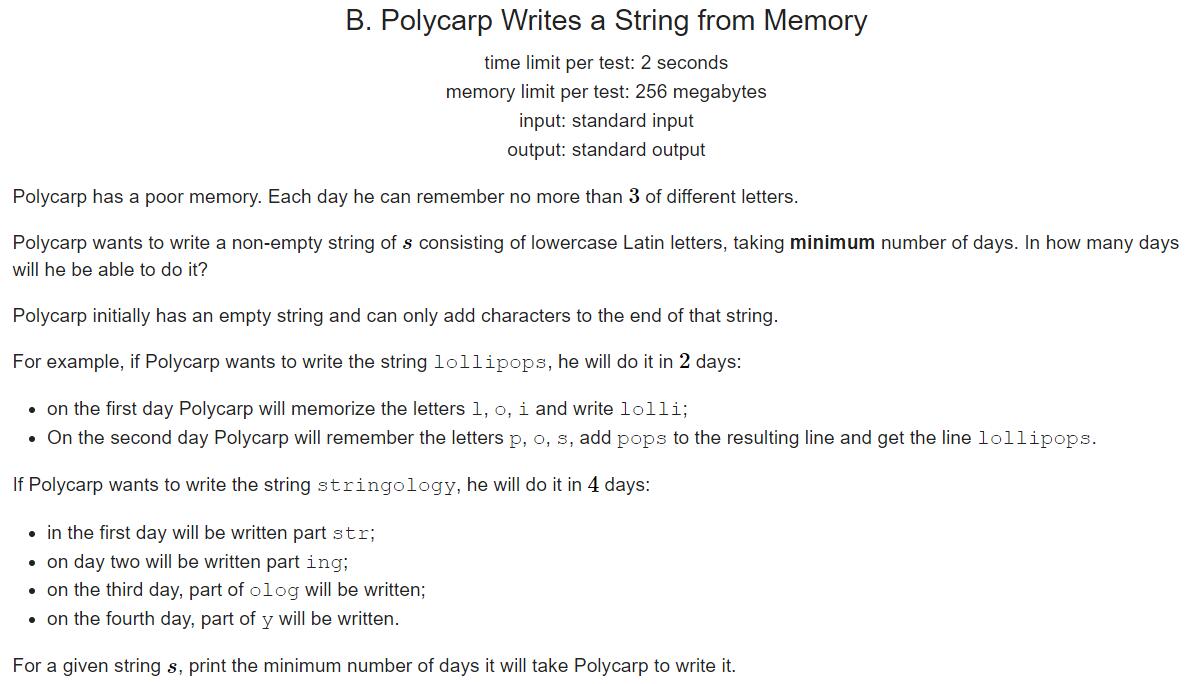 B. Polycarp Writes a String from Memory
time limit per test: 2 seconds
memory limit per test: 256 megabytes
input: standard input
output: standard output
Polycarp has a poor memory. Each day he can remember no more than 3 of different letters.
Polycarp wants to write a non-empty string of s consisting of lowercase Latin letters, taking minimum number of days. In how many days
will he be able to do it?
Polycarp initially has an empty string and can only add characters to the end of that string.
For example, if Polycarp wants to write the string lollipops, he will do it in 2 days:
• on the first day Polycarp will memorize the letters l, o, i and write lolli;
• On the second day Polycarp will remember the letters p, o, s, add pops to the resulting line and get the line lollipops.
If Polycarp wants to write the string stringology, he will do it in 4 days:
• in the first day will be written part str;
• on day two will be written part ing;
• on the third day, part of olog will be written;
• on the fourth day, part of y will be written.
For a given string s, print the minimum number of days it will take Polycarp to write it.